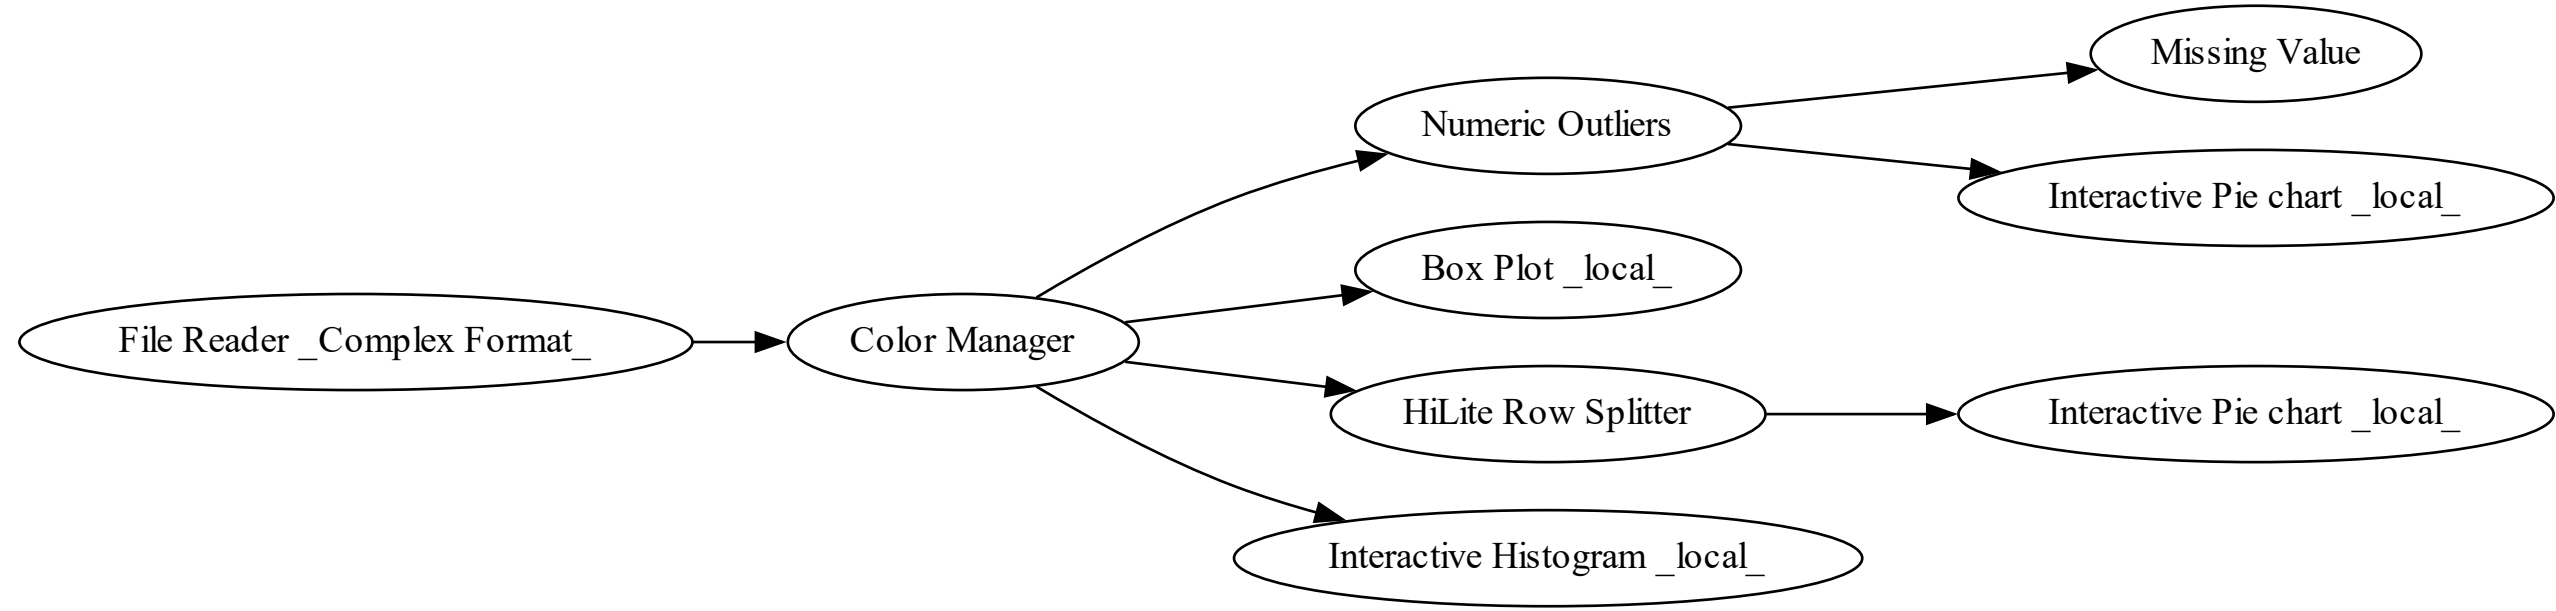 Missing Value
Numeric Outliers
Interactive Pie chart _local_
Box Plot _local_
File Reader _Complex Format_
Color Manager
HiLite Row Splitter
Interactive Pie chart _local_
Interactive Histogram _local_